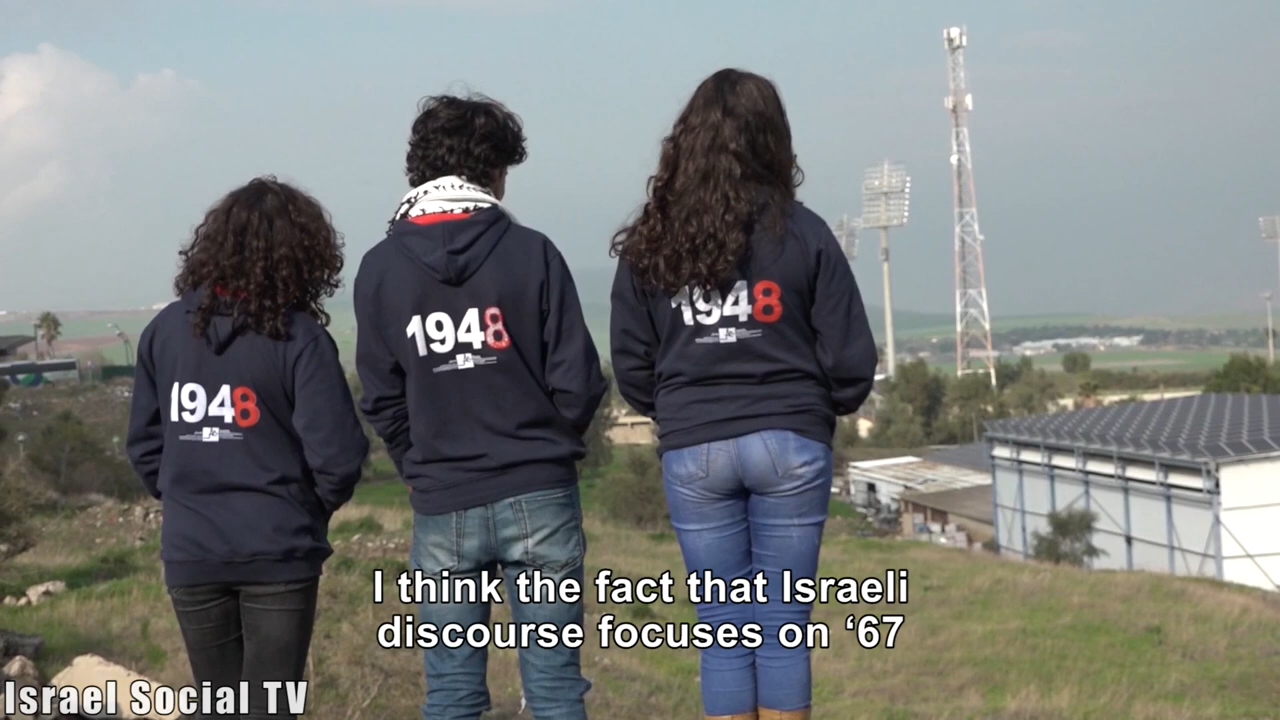 1948
1948
1948
I think the fact that Israeli
discourse focuses on ‘67
Israel Social TV